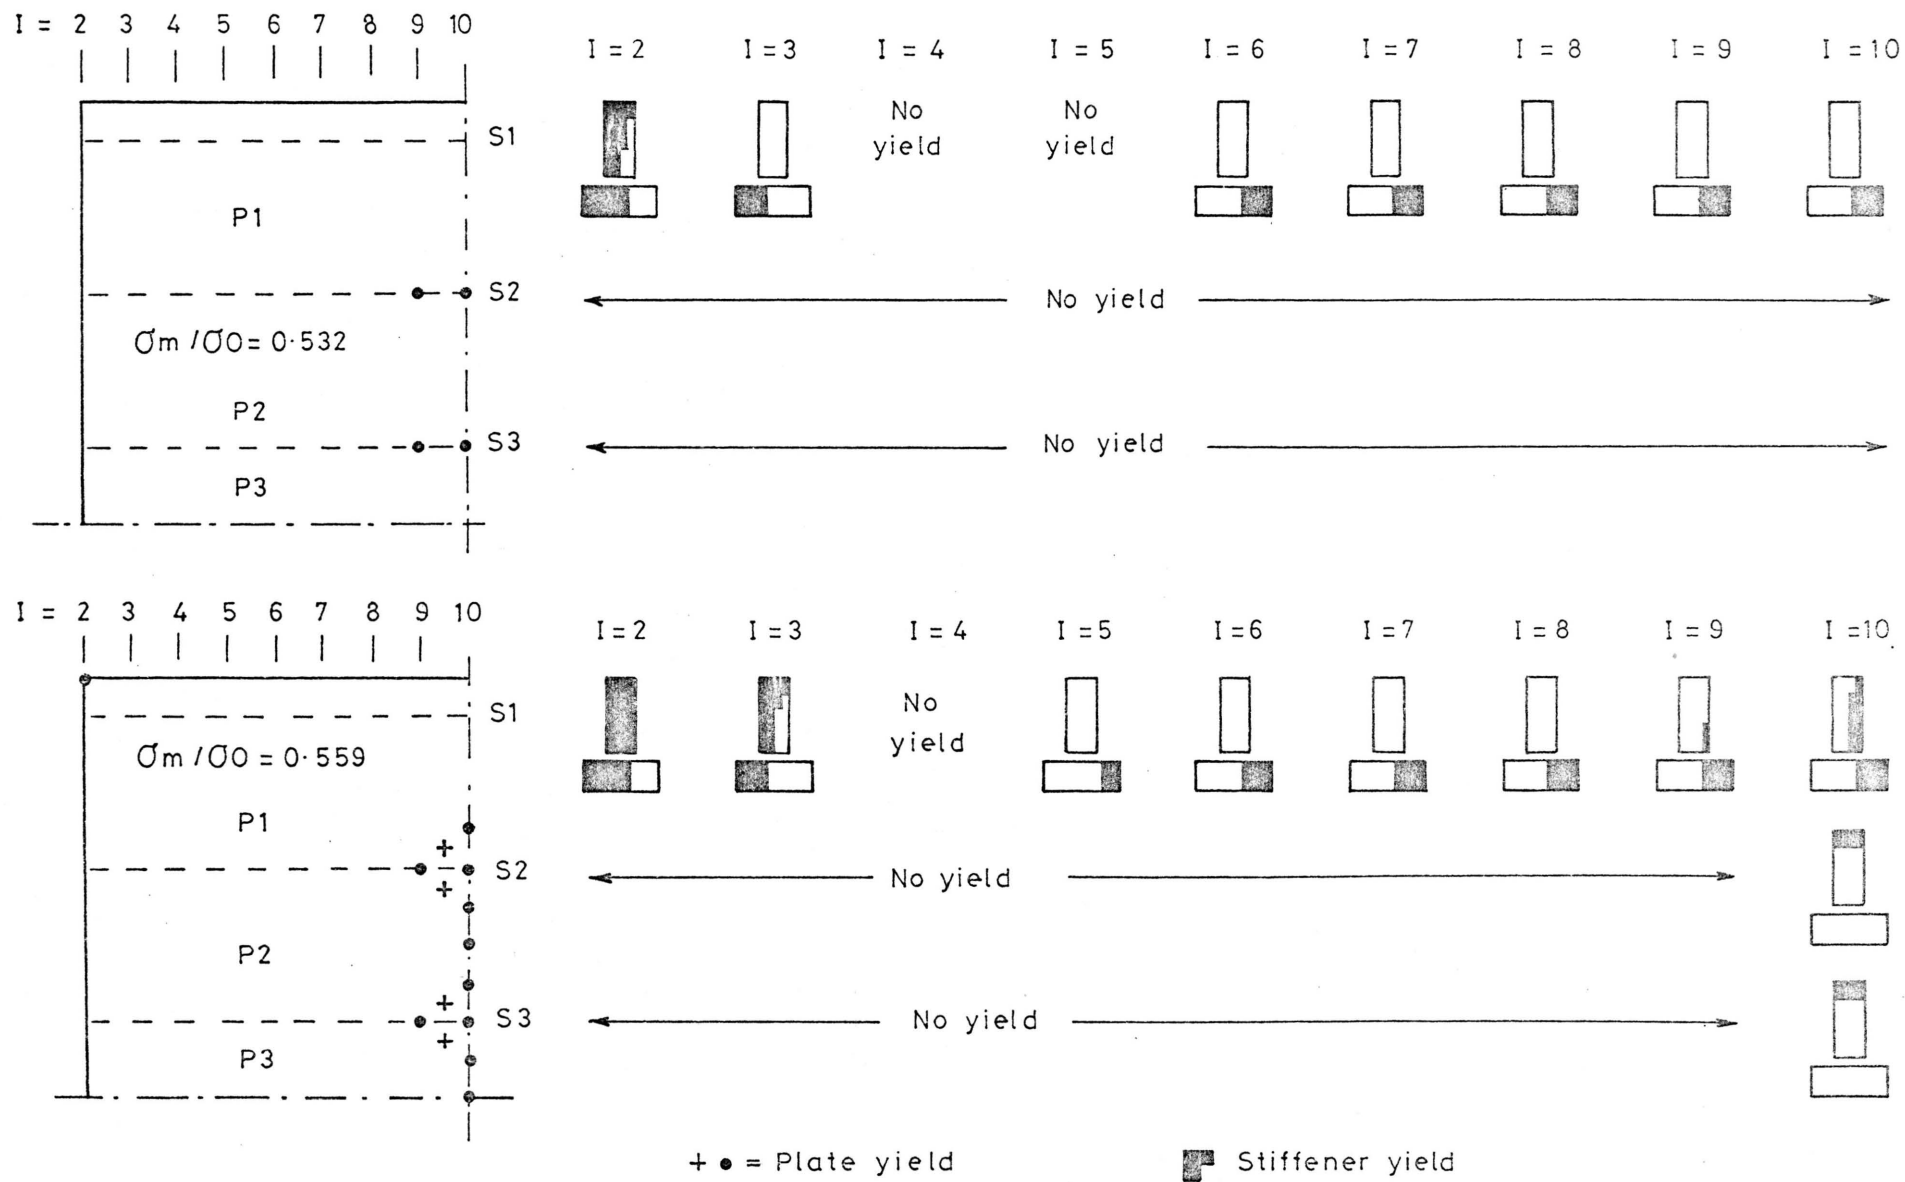 I = 2 3 4 5 6 7 8 9 10
I = 2 I = 3 I = 4 I = 5 I = 6 I = 7 I = 8 I = 9 I = 10
No yield
No yield
S1
P1
S2
No yield
σm / σ0 = 0·532
P2
S3
No yield
P3
I = 2 3 4 5 6 7 8 9 10
I = 2 I = 3 I = 4 I = 5 I = 6 I = 7 I = 8 I = 9 I = 10
No yield
S1
σm / σ0 = 0·559
P1
S2
No yield
P2
S3
No yield
P3
+ • = Plate yield
Stiffener yield